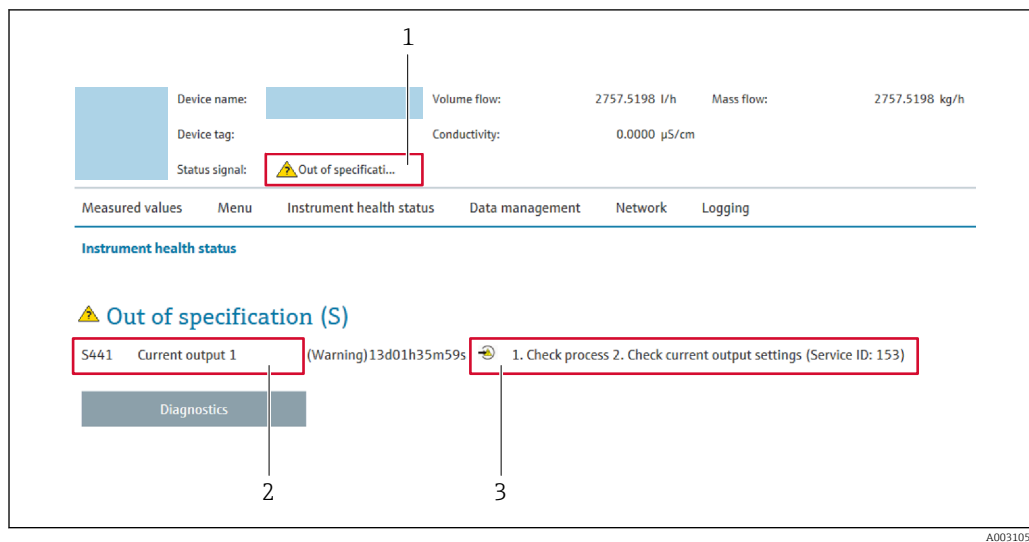 1
Device name: Volume flow: 2757.5198 l/h Mass flow: 2757.5198 kg/h
Device tag: Conductivity: 0.0000 µS/cm
Status signal: Out of specificati...
Measured values Menu Instrument health status Data management Network Logging
Instrument health status
Out of specification (S)
S441 Current output 1 (Warning)13d01h35m59s 1. Check process 2. Check current output settings (Service ID: 153)
Diagnostics
2 3